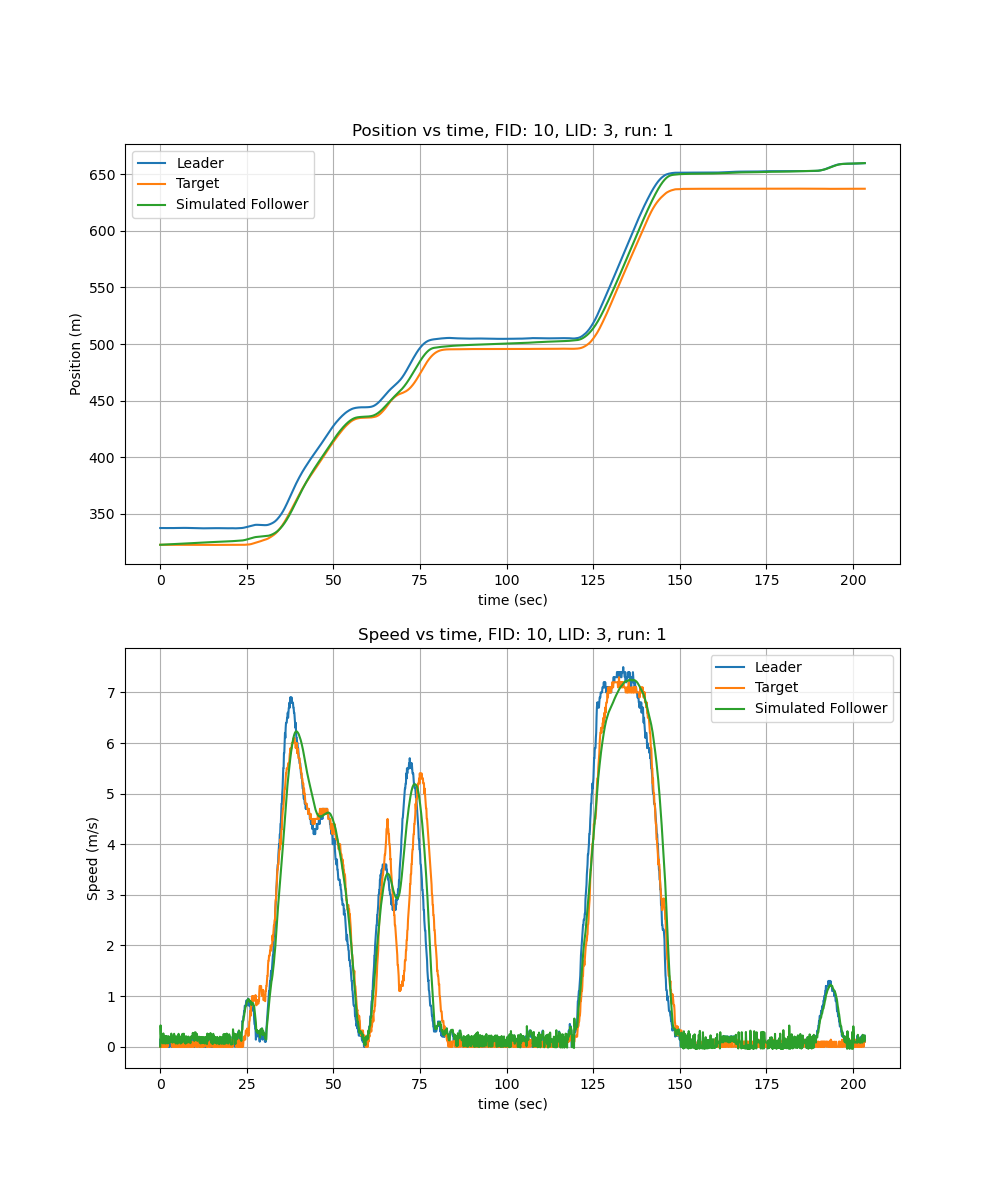 Position vs time, FID: 10, LID: 3, run: 1
Leader
Target
Simulated Follower
Position (m)
650
600
550
500
450
400
350
0 25 50 75 100 125 150 175 200
time (sec)
Speed vs time, FID: 10, LID: 3, run: 1
Leader
Target
Simulated Follower
Speed (m/s)
7
6
5
4
3
2
1
0
0 25 50 75 100 125 150 175 200
time (sec)